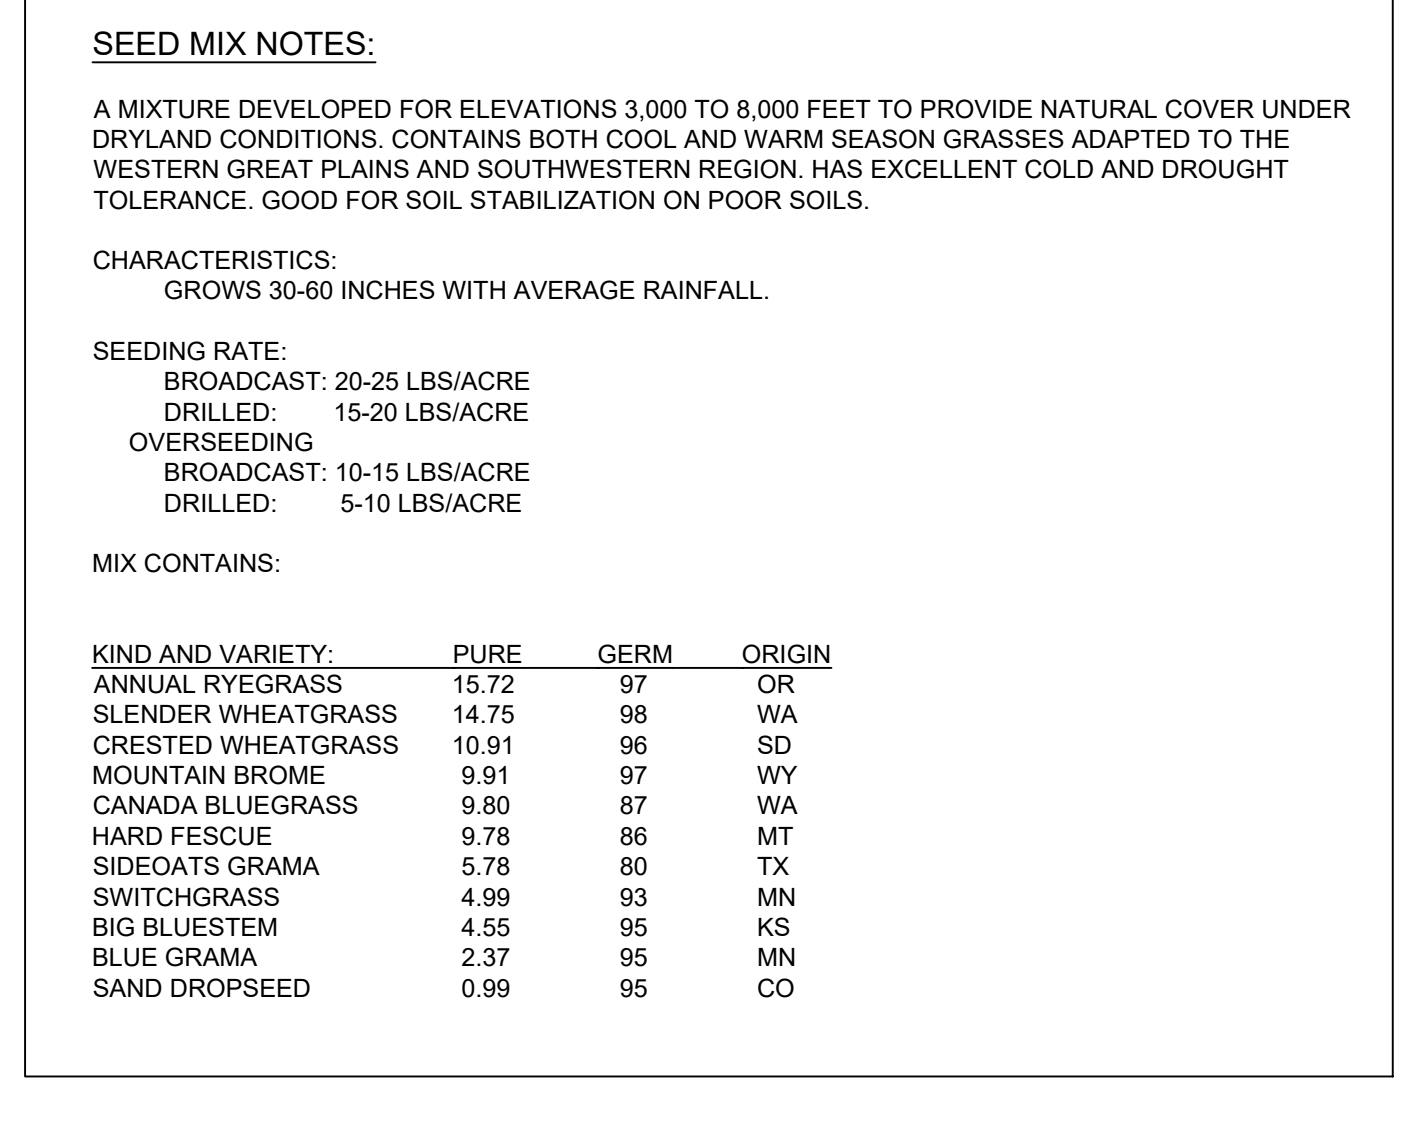 SEED MIX NOTES:
A MIXTURE DEVELOPED FOR ELEVATIONS 3,000 TO 8,000 FEET TO PROVIDE NATURAL COVER UNDER
DRYLAND CONDITIONS. CONTAINS BOTH COOL AND WARM SEASON GRASSES ADAPTED TO THE
WESTERN GREAT PLAINS AND SOUTHWESTERN REGION. HAS EXCELLENT COLD AND DROUGHT
TOLERANCE. GOOD FOR SOIL STABILIZATION ON POOR SOILS.
CHARACTERISTICS:
GROWS 30-60 INCHES WITH AVERAGE RAINFALL.
SEEDING RATE:
BROADCAST: 20-25 LBS/ACRE
DRILLED: 15-20 LBS/ACRE
OVERSEEDING
BROADCAST: 10-15 LBS/ACRE
DRILLED: 5-10 LBS/ACRE
MIX CONTAINS:
KIND AND VARIETY: PURE GERM ORIGIN
ANNUAL RYEGRASS 15.72 97 OR
SLENDER WHEATGRASS 14.75 98 WA
CRESTED WHEATGRASS 10.91 96 SD
MOUNTAIN BROME 9.91 97 WY
CANADA BLUEGRASS 9.80 87 WA
HARD FESCUE 9.78 86 MT
SIDEOATS GRAMA 5.78 80 TX
SWITCHGRASS 4.99 93 MN
BIG BLUESTEM 4.55 95 KS
BLUE GRAMA 2.37 95 MN
SAND DROPSEED 0.99 95 CO